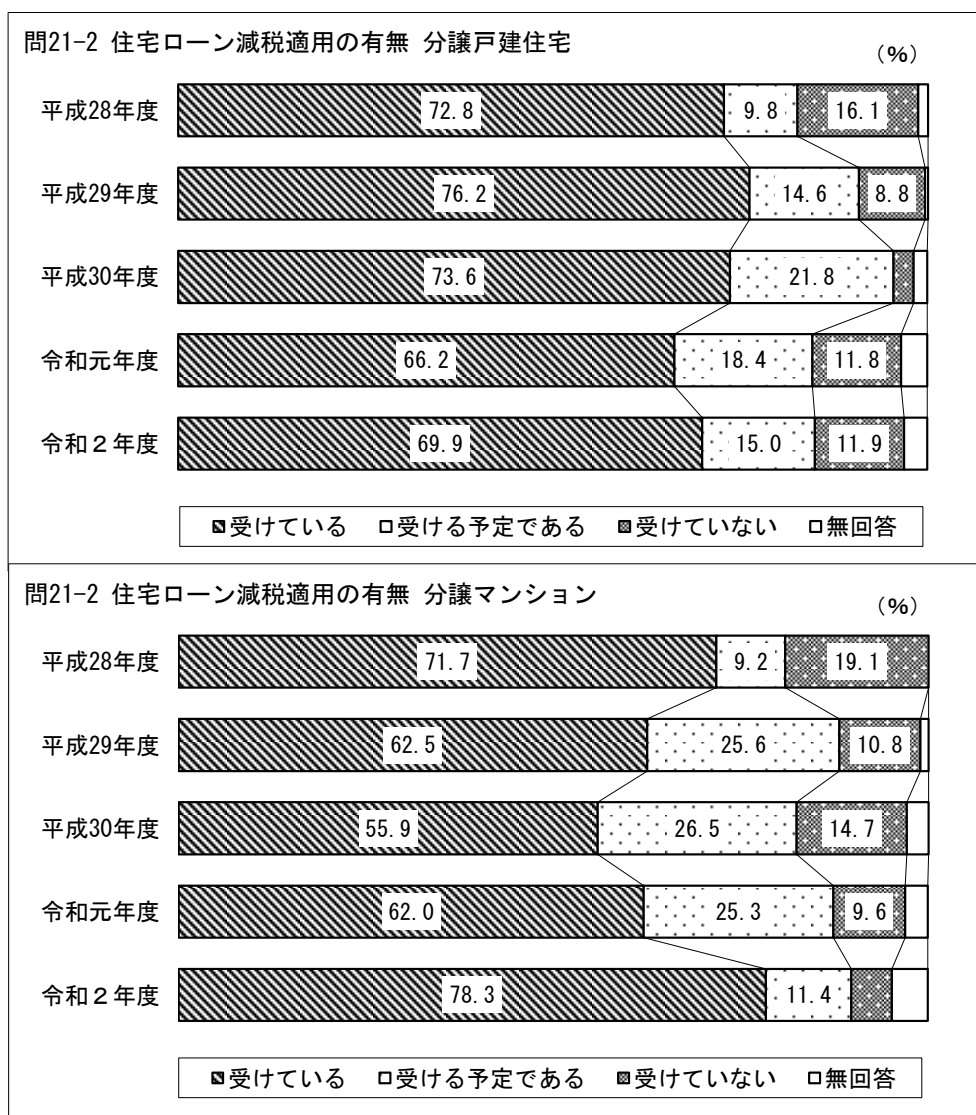 問21-2 住宅ローン減税適用の有無 分譲戸建住宅
(%)
平成28年度 72.8 9.8 16.1
平成29年度 76.2 14.6 8.8
平成30年度 73.6 21.8
令和元年度 66.2 18.4 11.8
令和２年度 69.9 15.0 11.9
受けている 受ける予定である 受けていない 無回答
問21-2 住宅ローン減税適用の有無 分譲マンション
(%)
平成28年度 71.7 9.2 19.1
平成29年度 62.5 25.6 10.8
平成30年度 55.9 26.5 14.7
令和元年度 62.0 25.3 9.6
令和２年度 78.3 11.4
受けている 受ける予定である 受けていない 無回答